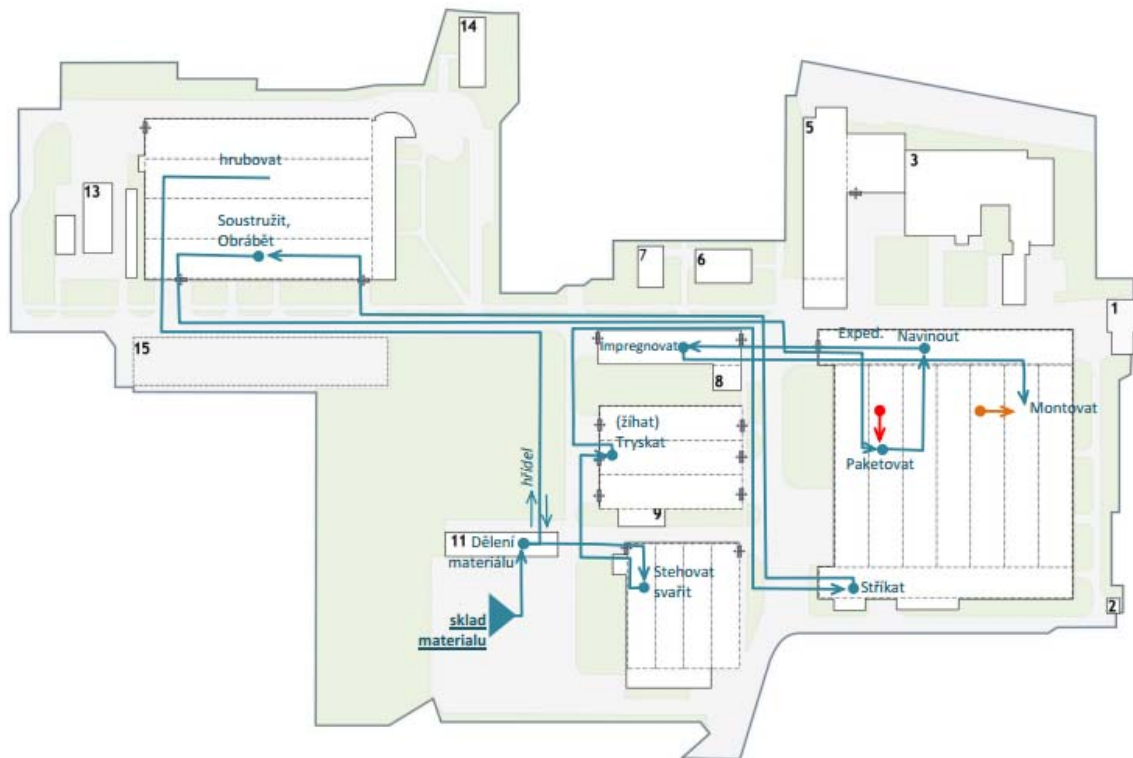 14
5
3
hrubovat
13
Soustružit,
Obrábět
7
6
1
Exped.
Navinout
impregnovat
15
8
Montovat
(žíhat)
Tryskat
Paketovat
hřídel
9
11 Dělení
materiálu
Stehovat
svařit
Stříkat
sklad
materialu
2